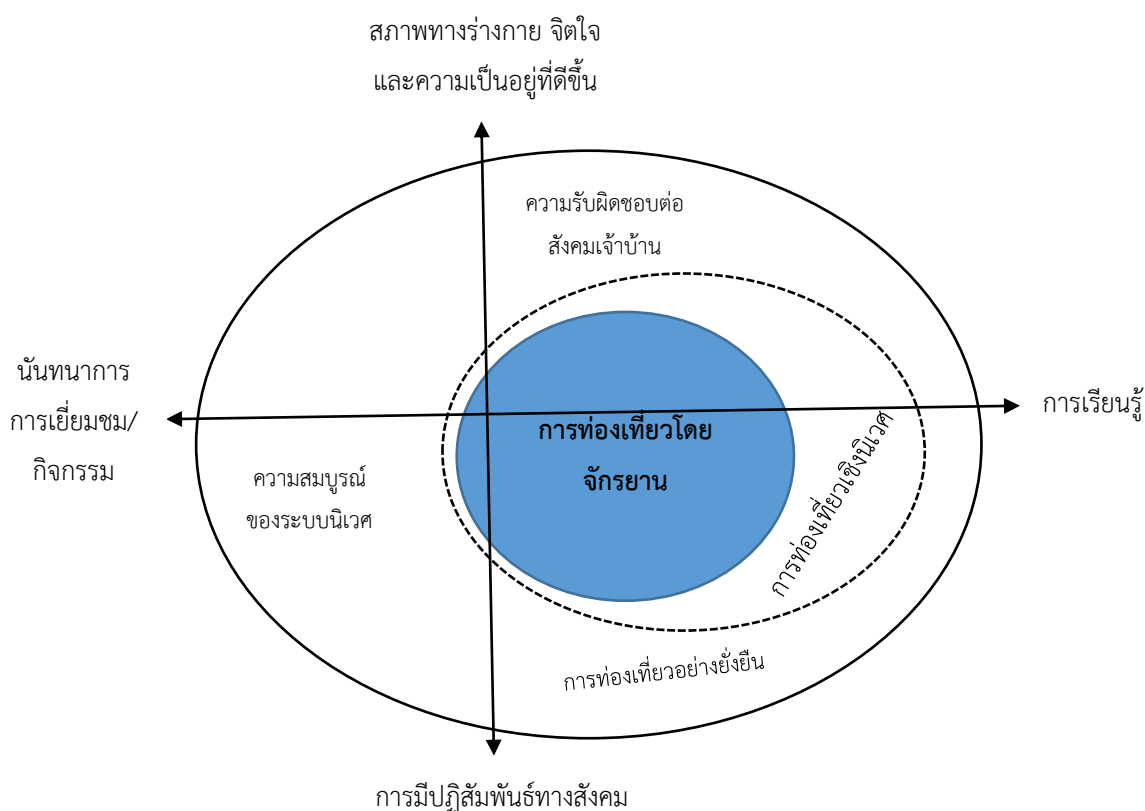 สภาพทางร่างกาย จิตใจ
และความเป็นอยู่ที่ดีขึ้น
ความรับผิดชอบต่อ
สังคมเจ้าบ้าน
นันทนาการ
การเยี่ยมชม/
กิจกรรม
การเรียนรู้
การท่องเที่ยวโดย
จักรยาน
การท่องเที่ยวเชิงนิเวศ
ความสมบูรณ์
ของระบบนิเวศ
การท่องเที่ยวอย่างยั่งยืน
การมีปฏิสัมพันธ์ทางสังคม